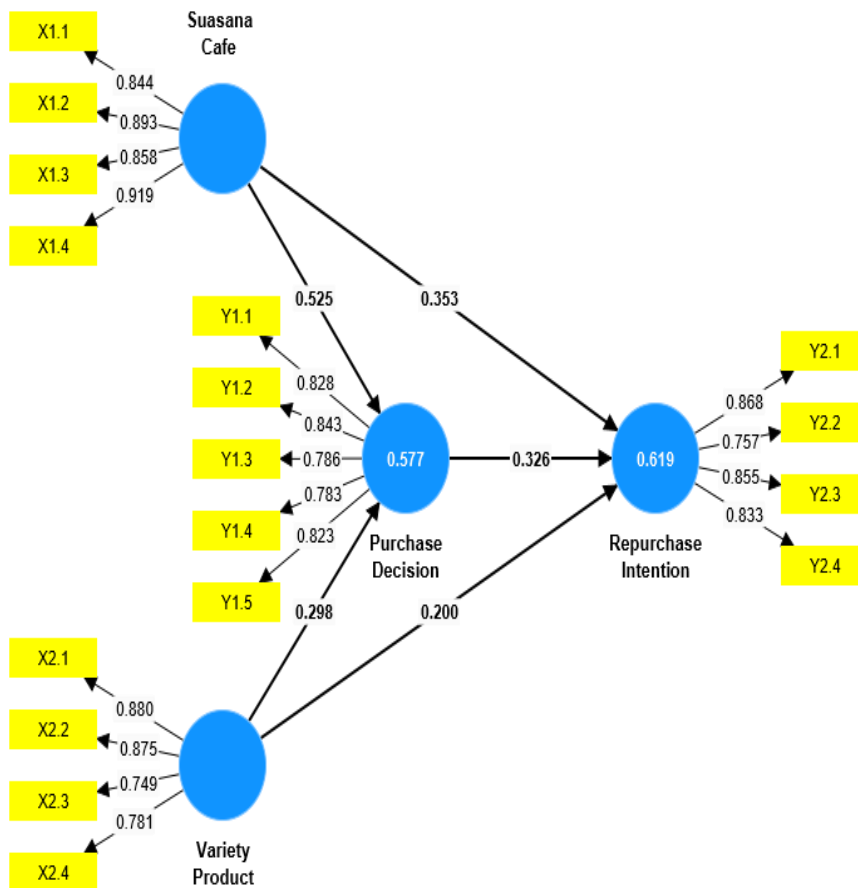 Suasana
Cafe
X1.1
X1.2
X1.3
X1.4
0.844
0.893
0.858
0.919
0.525
0.353
Y1.1
Y1.2
Y1.3
Y1.4
Y1.5
0.828
0.843
0.786
0.783
0.823
0.577
Purchase
Decision
0.326
0.619
Repurchase
Intention
0.868
0.757
0.855
0.833
Y2.1
Y2.2
Y2.3
Y2.4
0.298
0.200
X2.1
X2.2
X2.3
X2.4
0.880
0.875
0.749
0.781
Variety
Product